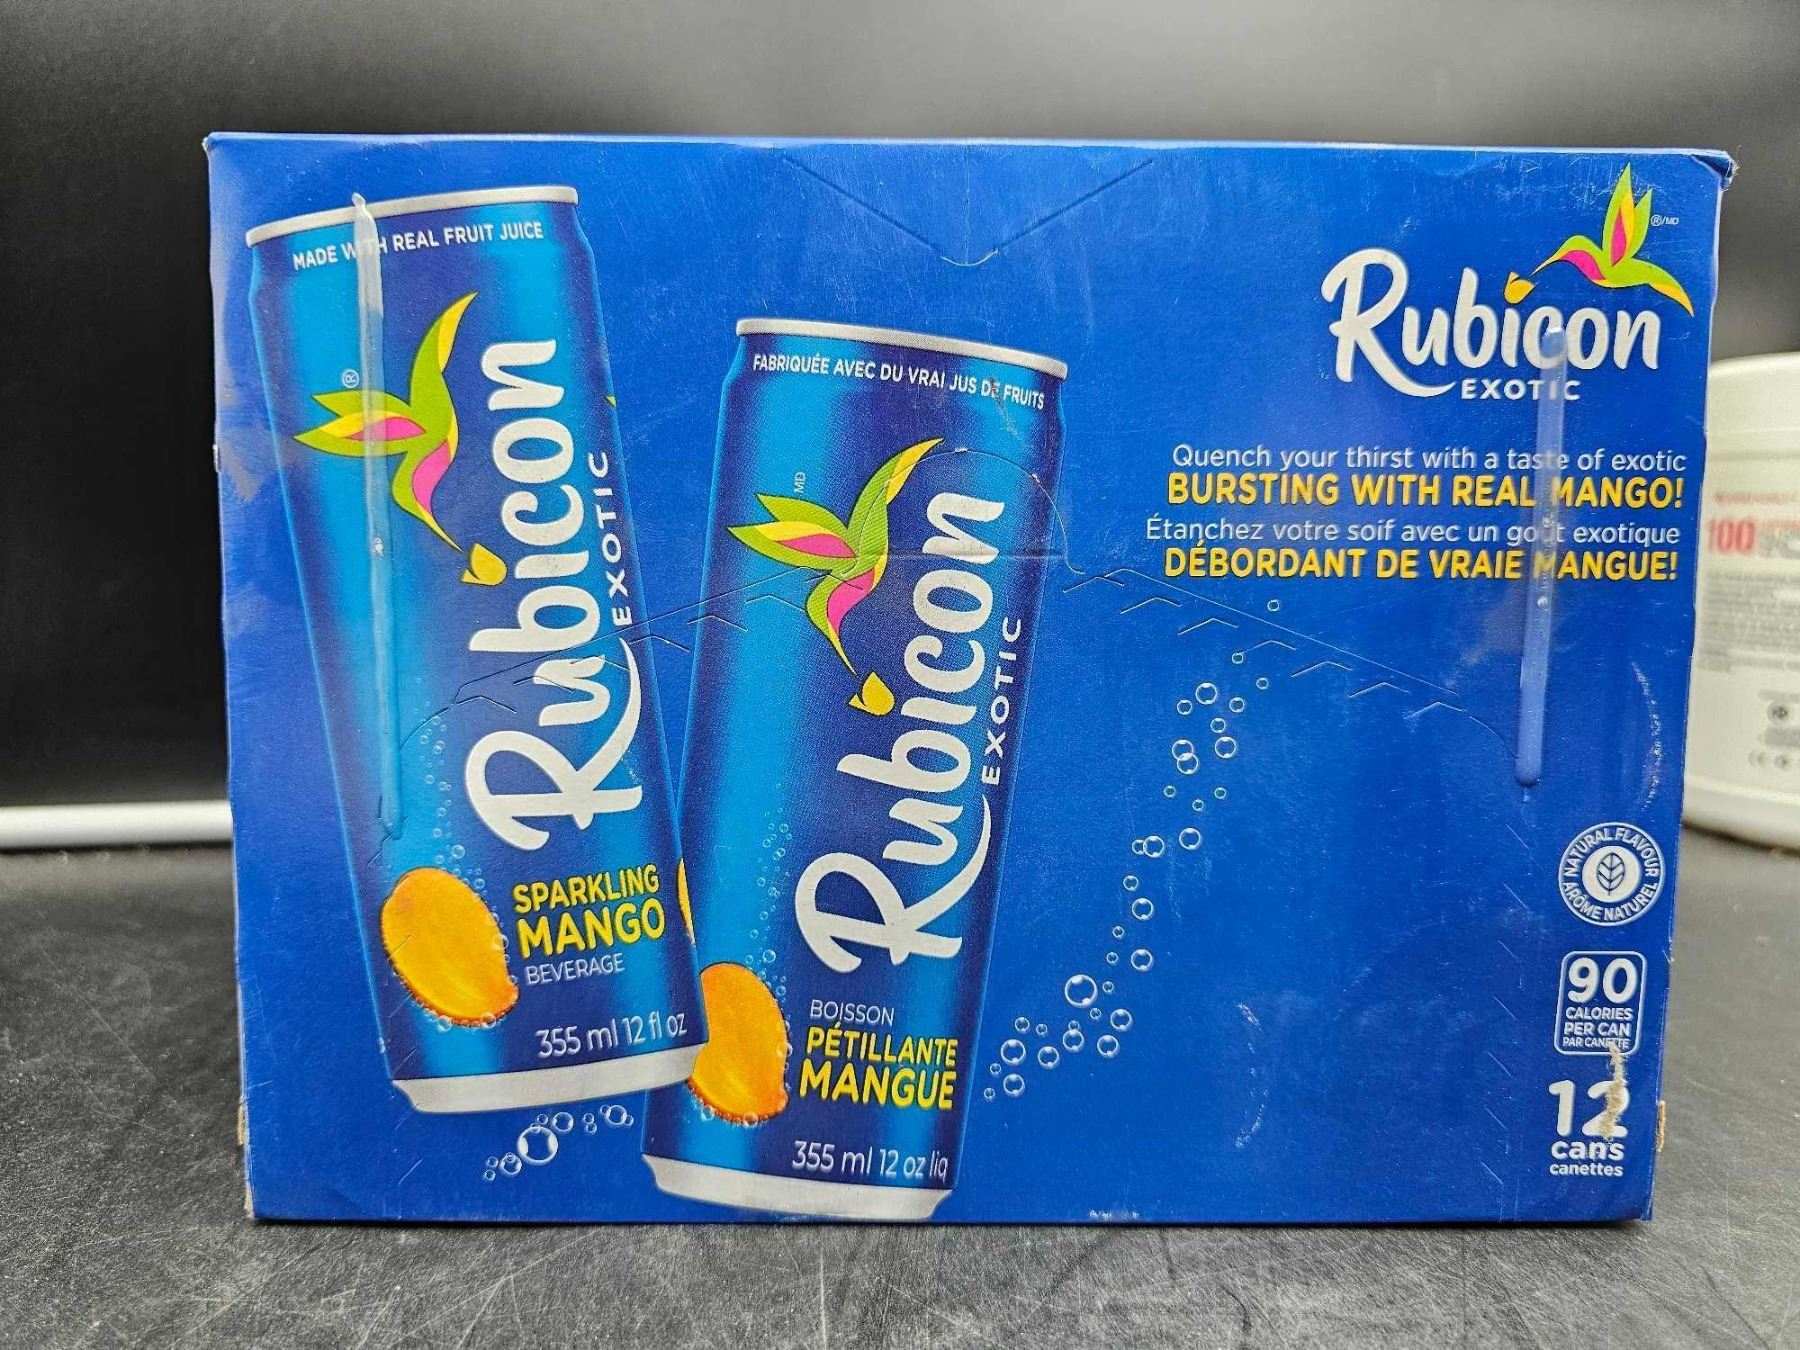 MADE WITH REAL FRUIT JUICE
®
Rubicon
EXOTIC
SPARKLING
MANGO
BEVERAGE
355 ml 12 fl oz
FABRIQUÉE AVEC DU VRAI JUS DE FRUITS
MD
Rubicon
EXOTIC
BOISSON
PÉTILLANTE
MANGUE
355 ml 12 oz liq
®/MD
Rubicon
EXOTIC
Quench your thirst with a taste of exotic
BURSTING WITH REAL MANGO!
Étanchez votre soif avec un goût exotique
DÉBORDANT DE VRAIE MANGUE!
NATURAL FLAVOUR
ARÔME NATUREL
90
CALORIES
PER CAN
PAR CANETTE
12
cans
canettes
100